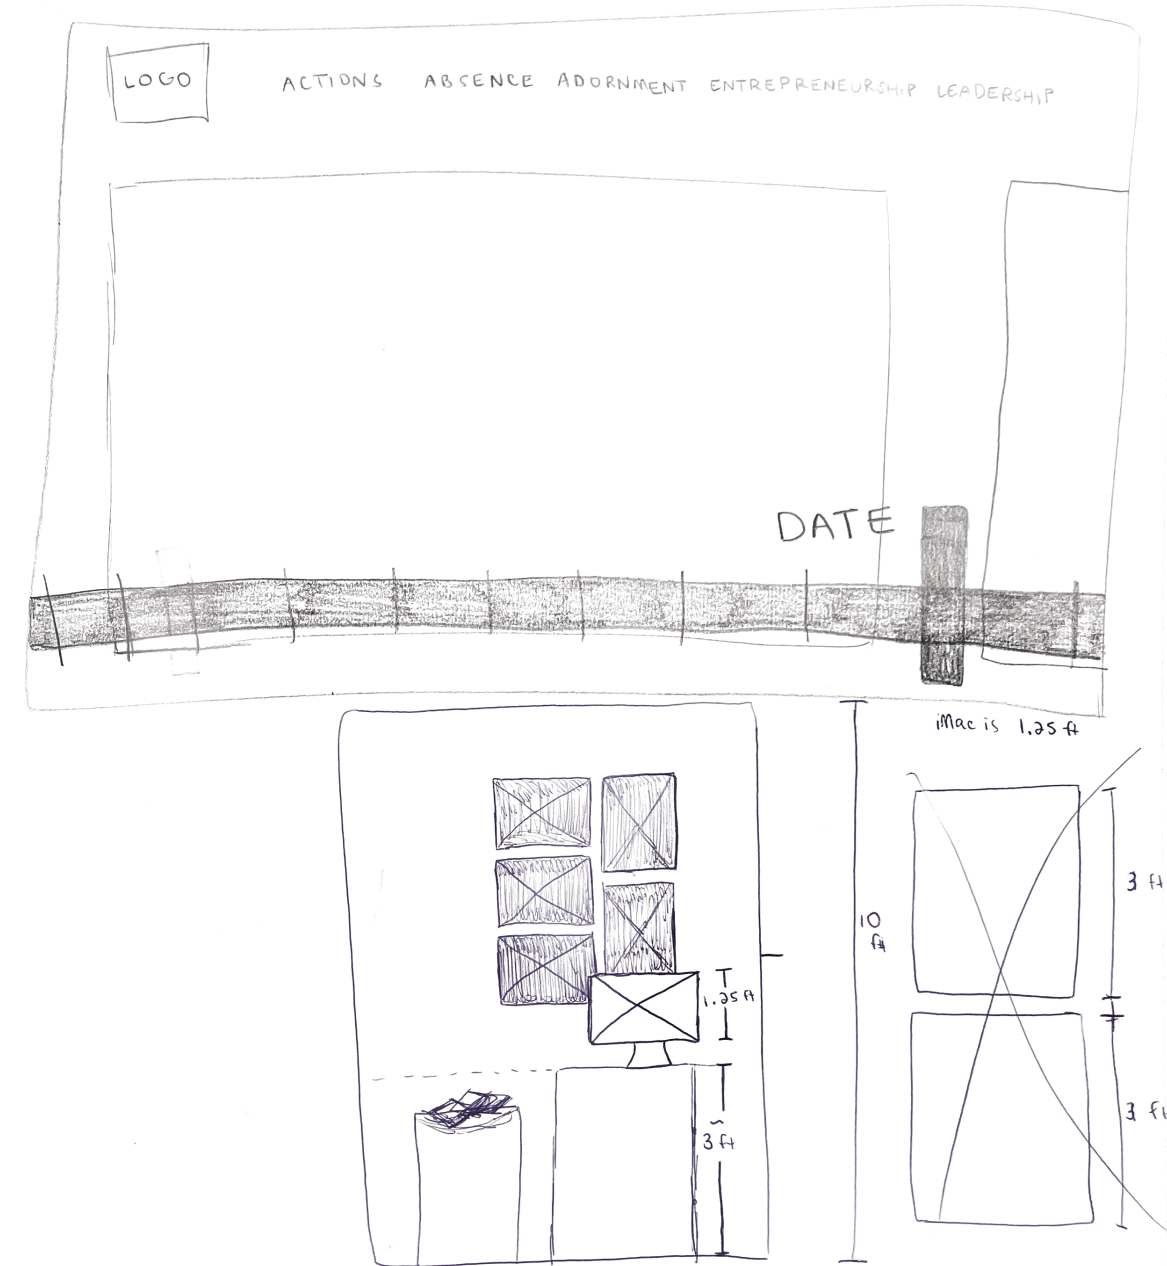 LOGO
ACTIONS ABSENCE ADORNMENT ENTREPRENEURSHIP LEADERSHIP
DATE
iMac is 1.25 ft
10 ft
3 ft
1.25 ft
~ 3 ft
3 ft